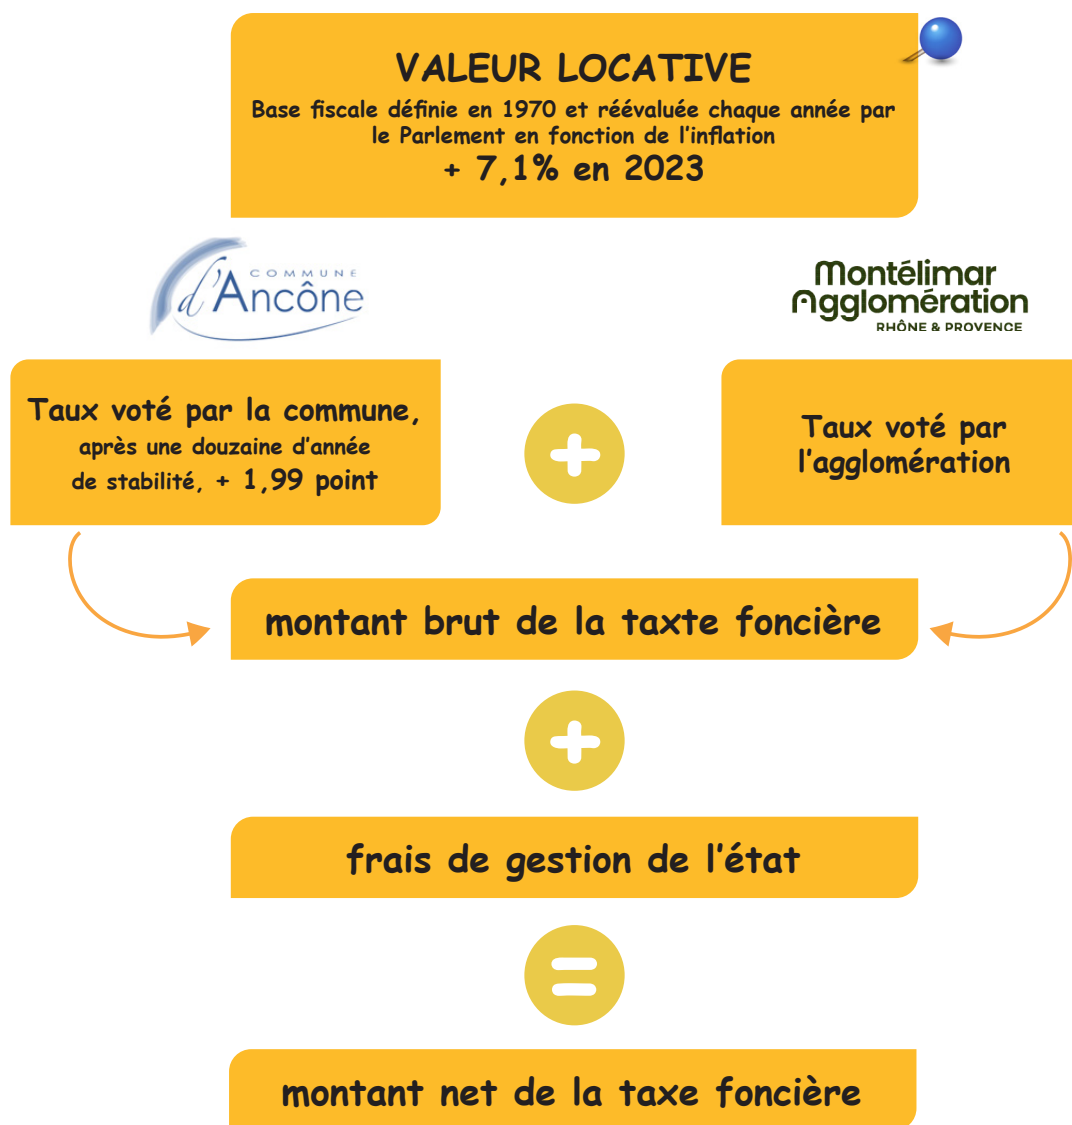 VALEUR LOCATIVE
Base fiscale définie en 1970 et réévaluée chaque année par
le Parlement en fonction de l'inflation
+ 7,1% en 2023
COMMUNE
d'Ancône
Montélimar
Agglomération
RHÔNE & PROVENCE
Taux voté par la commune,
après une douzaine d'année
de stabilité, + 1,99 point
+
Taux voté par
l'agglomération
montant brut de la taxte foncière
+
frais de gestion de l'état
=
montant net de la taxe foncière